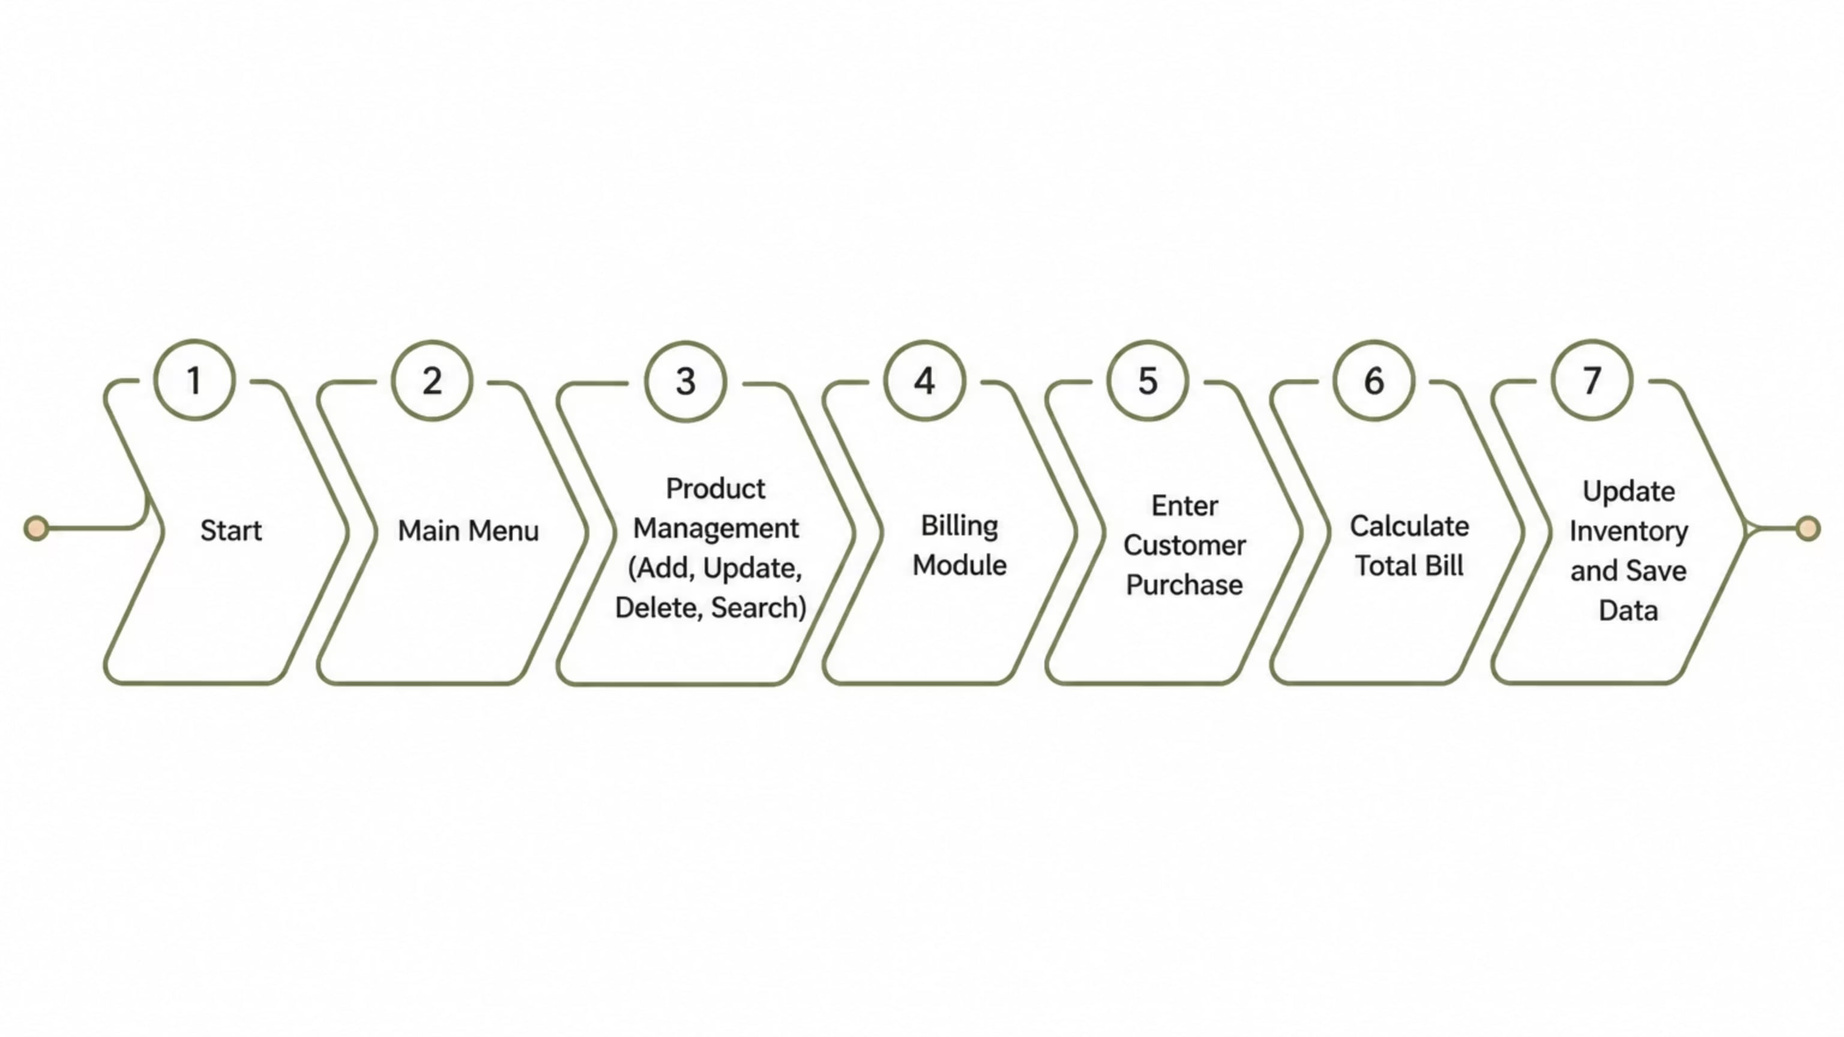 1
Start
2
Main Menu
3
Product
Management
(Add, Update,
Delete, Search)
4
Billing
Module
5
Enter
Customer
Purchase
6
Calculate
Total Bill
7
Update
Inventory
and Save
Data